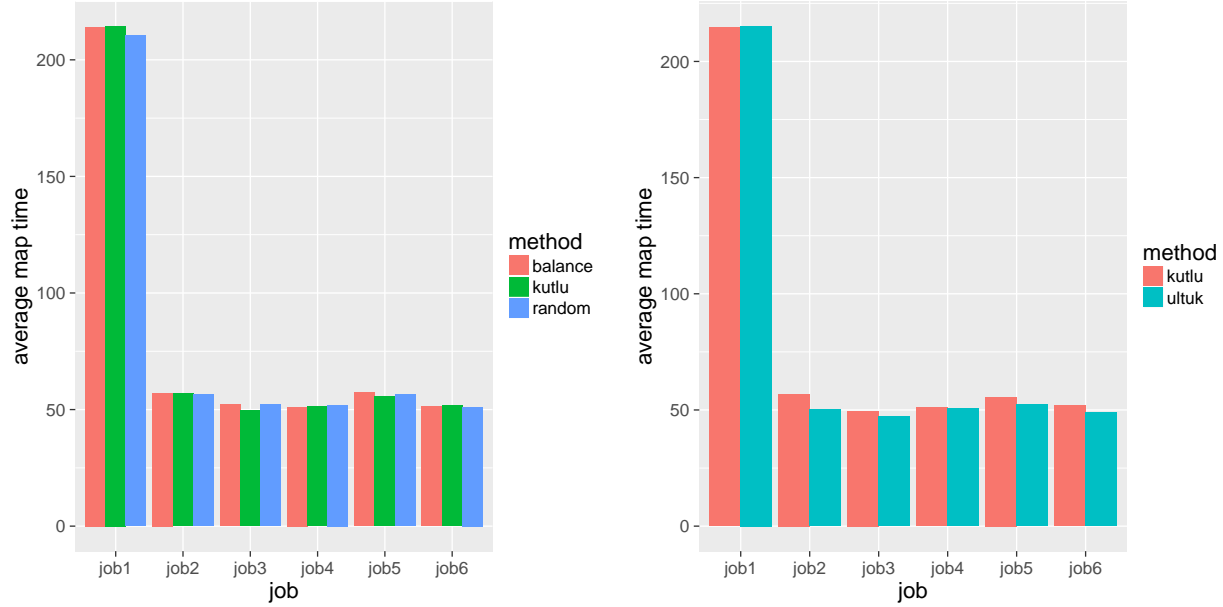 average map time
200
150
100
50
0
job1 job2 job3 job4 job5 job6
job
method
balance
kutlu
random
average map time
200
150
100
50
0
job1 job2 job3 job4 job5 job6
job
method
kutlu
ultuk